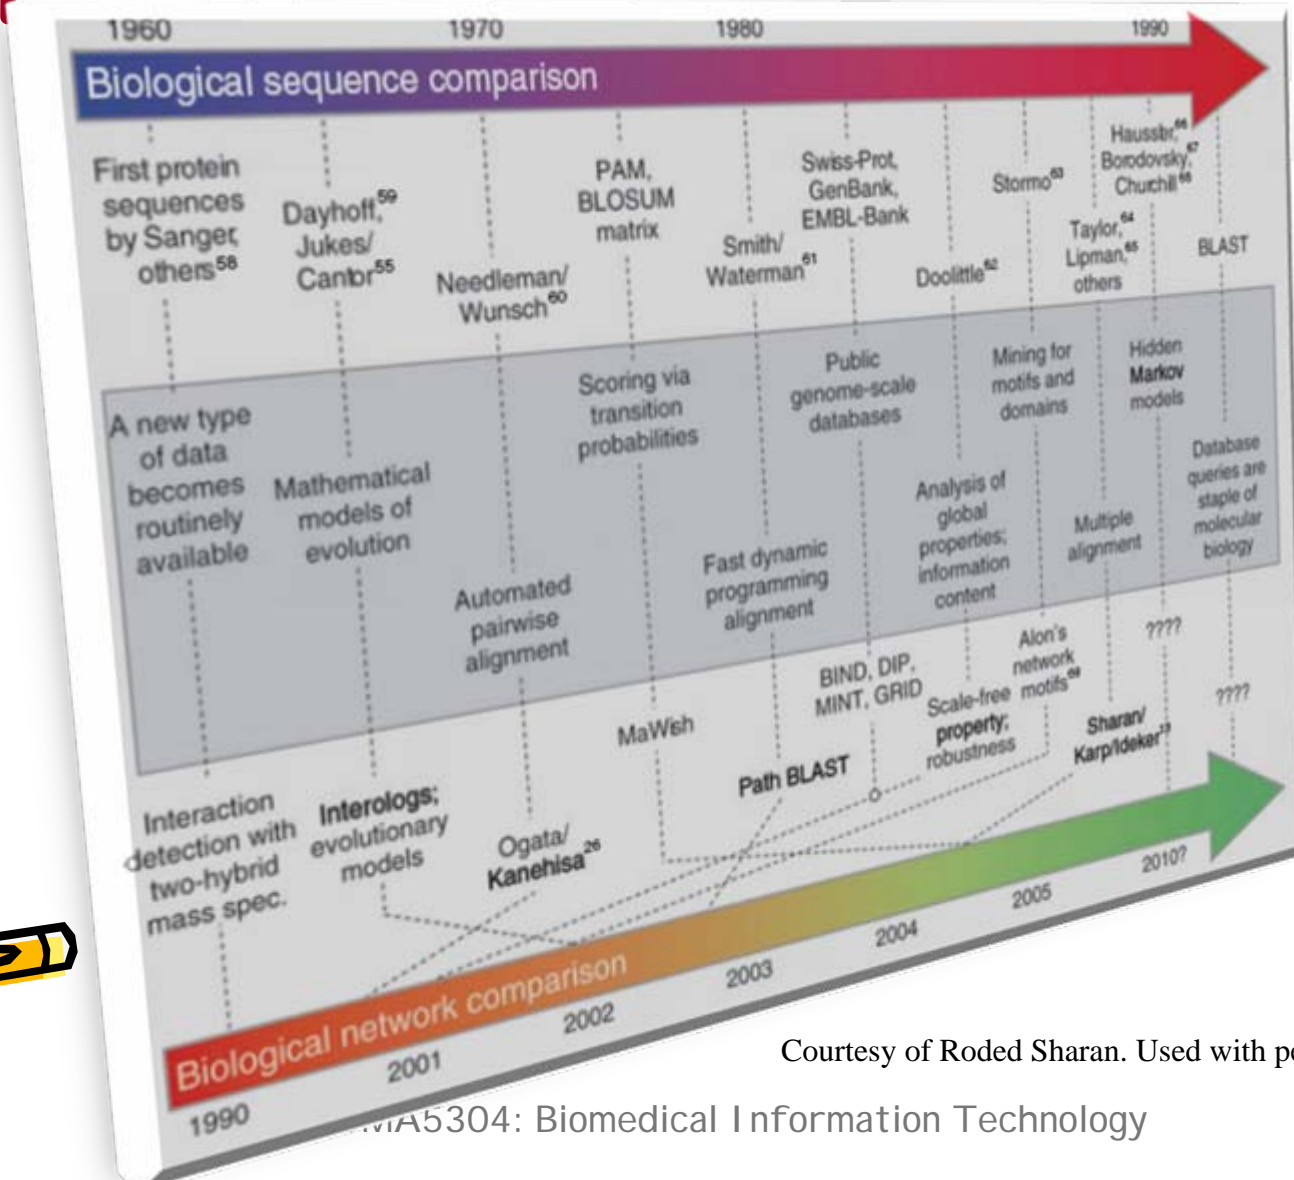 1960 1970 1980 1990
Biological sequence comparison
First protein
sequences
by Sanger,
others58
Dayhoff,59
Jukes/
Cantor55
Needleman/
Wunsch60
PAM,
BLOSUM
matrix
Smith/
Waterman61
Swiss-Prot,
GenBank,
EMBL-Bank
Doolittle62
Stormo63
Taylor,64
Lipman,65
others
Haussler,66
Borodovsky,67
Churchill68
BLAST
A new type
of data
becomes
routinely
available
Mathematical
models of
evolution
Automated
pairwise
alignment
Scoring via
transition
probabilities
Fast dynamic
programming
alignment
Public
genome-scale
databases
Analysis of
global
properties;
information
content
Mining for
motifs and
domains
Multiple
alignment
Hidden
Markov
models
Database
queries are
staple of
molecular
biology
Interaction
detection with
two-hybrid
mass spec.
Interologs;
evolutionary
models
Ogata/
Kanehisa26
MaWish
Path BLAST
BIND, DIP,
MINT, GRID
Scale-free
property;
robustness
Alon's
network
motifs69
Sharan/
Karp/Ideker
????
????
Biological network comparison
1990 2001 2002 2003 2004 2005 2010?
Courtesy of Roded Sharan. Used with
MA5304: Biomedical Information Technology